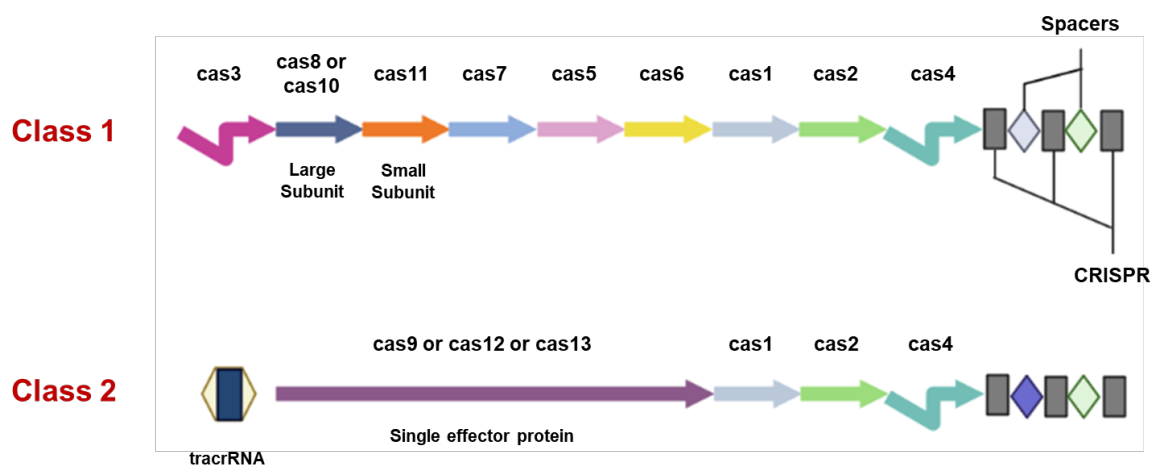 Spacers
cas3
cas8 or
cas10
cas11
cas7
cas5
cas6
cas1
cas2
cas4
Class 1
Large
Subunit
Small
Subunit
CRISPR
cas9 or cas12 or cas13
cas1
cas2
cas4
Class 2
Single effector protein
tracrRNA